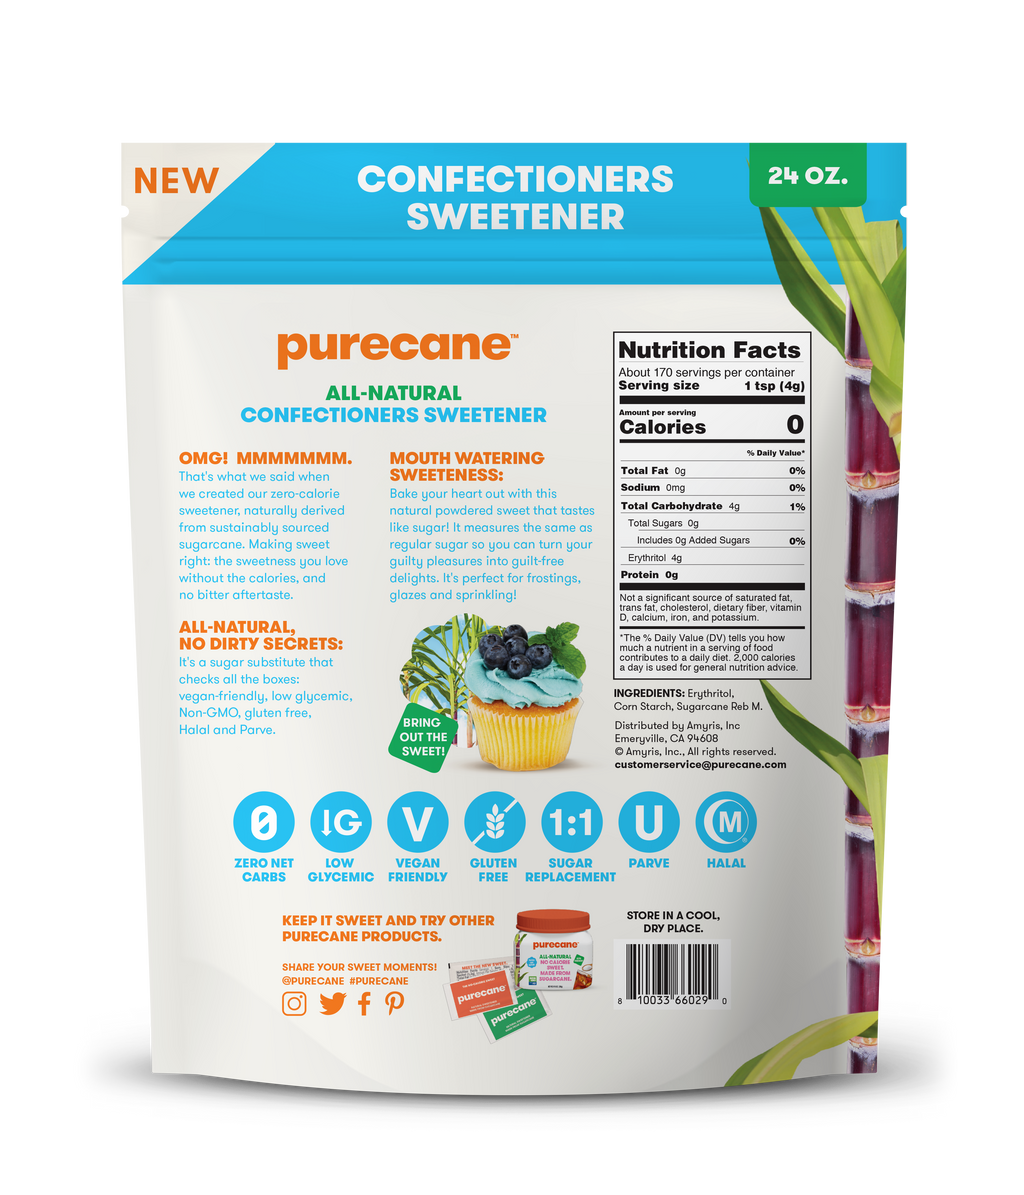 NEW
CONFECTIONERS
SWEETENER
24 OZ.
purecane™
ALL-NATURAL
CONFECTIONERS SWEETENER
OMG! MMMMMMM.
That's what we said when
we created our zero-calorie
sweetener, naturally derived
from sustainably sourced
sugarcane. Making sweet
right: the sweetness you love
without the calories, and
no bitter aftertaste.
ALL-NATURAL,
NO DIRTY SECRETS:
It's a sugar substitute that
checks all the boxes:
vegan-friendly, low glycemic,
Non-GMO, gluten free,
Halal and Parve.
MOUTH WATERING
SWEETENESS:
Bake your heart out with this
natural powdered sweet that tastes
like sugar! It measures the same as
regular sugar so you can turn your
guilty pleasures into guilt-free
delights. It's perfect for frostings,
glazes and sprinkling!
BRING
OUT THE
SWEET!
Nutrition Facts
About 170 servings per container
Serving size 1 tsp (4g)
Amount per serving
Calories 0
% Daily Value*
Total Fat 0g 0%
Sodium 0mg 0%
Total Carbohydrate 4g 1%
Total Sugars 0g
Includes 0g Added Sugars 0%
Erythritol 4g
Protein 0g
Not a significant source of saturated fat,
trans fat, cholesterol, dietary fiber, vitamin
D, calcium, iron, and potassium.
*The % Daily Value (DV) tells you how
much a nutrient in a serving of food
contributes to a daily diet. 2,000 calories
a day is used for general nutrition advice.
INGREDIENTS: Erythritol,
Corn Starch, Sugarcane Reb M.
Distributed by Amyris, Inc
Emeryville, CA 94608
© Amyris, Inc., All rights reserved.
customerservice@purecane.com
0
ZERO NET
CARBS
↓G
LOW
GLYCEMIC
V
VEGAN
FRIENDLY
GLUTEN
FREE
1:1
SUGAR
REPLACEMENT
U
PARVE
M®
HALAL
KEEP IT SWEET AND TRY OTHER
PURECANE PRODUCTS.
SHARE YOUR SWEET MOMENTS!
@PURECANE #PURECANE
purecane
ALL-NATURAL
NO CALORIE
SWEET.
MADE FROM
SUGARCANE.
MEET THE NEW SWEET.
purecane
purecane
STORE IN A COOL,
DRY PLACE.
8 10033 66029 0